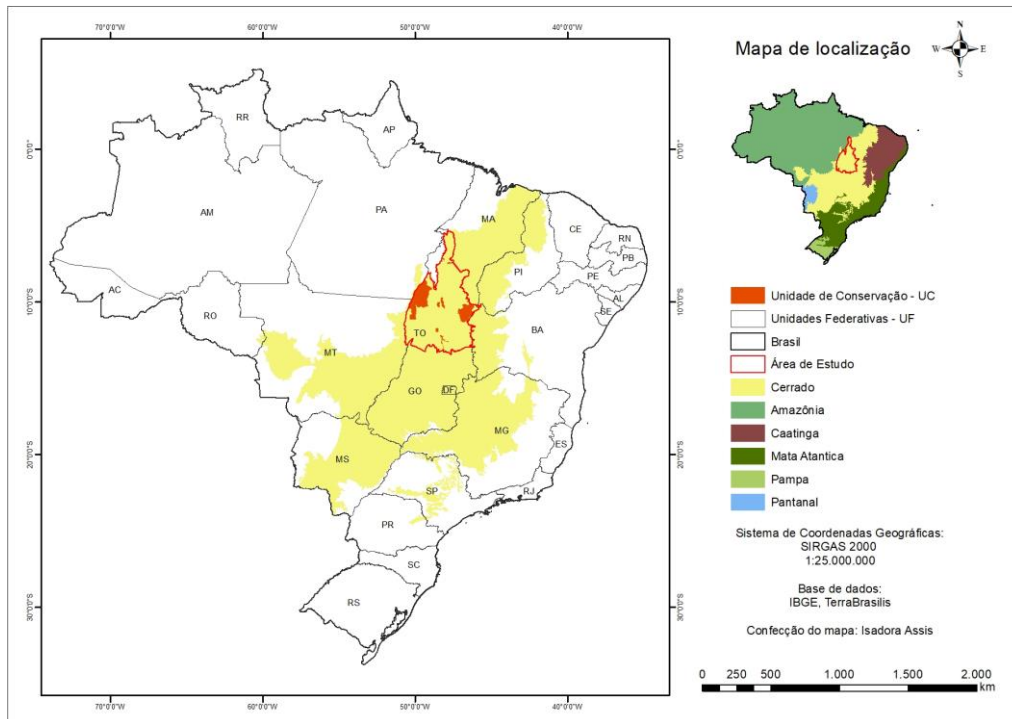 70°0'0"W
60°0'0"W
50°0'0"W
40°0'0"W
Mapa de localização
N
W
E
S
RR
AP
0°0'0"
0°0'0"
AM
PA
MA
CE
RN
PB
PI
PE
AL
SE
AC
RO
10°0'0"S
10°0'0"S
TO
BA
MT
GO
DF
MG
ES
MS
20°0'0"S
20°0'0"S
SP
RJ
PR
SC
RS
30°0'0"S
30°0'0"S
70°0'0"W
60°0'0"W
50°0'0"W
40°0'0"W
Unidade de Conservação - UC
Unidades Federativas - UF
Brasil
Área de Estudo
Cerrado
Amazônia
Caatinga
Mata Atantica
Pampa
Pantanal
Sistema de Coordenadas Geográficas:
SIRGAS 2000
1:25.000.000
Base de dados:
IBGE, TerraBrasilis
Confecção do mapa: Isadora Assis
0 250 500 1.000 1.500 2.000
km